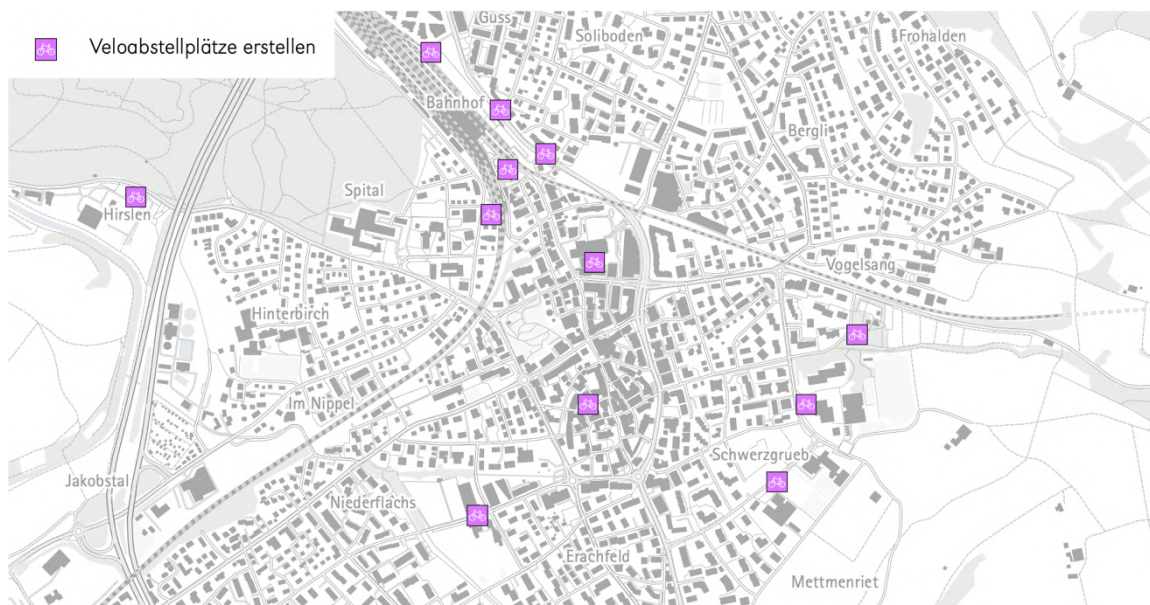 Veloabstellplätze erstellen
Guss
Soliboden
Frohalden
Bahnhof
Bergli
Spital
Hirslen
Vogelsang
Hinterbirch
Im Nippel
Schwerzgrueb
Jakobstal
Niederflachs
Erachfeld
Mettmenriet